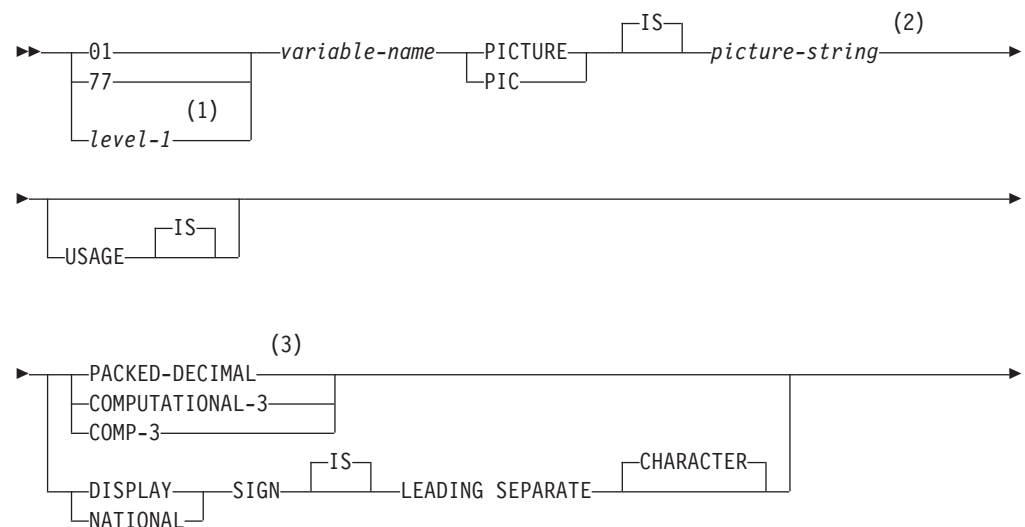 IS (2)
01 variable-name PICTURE picture-string
77 PIC
(1)
level-1
IS
USAGE
(3)
PACKED-DECIMAL
COMPUTATIONAL-3
COMP-3
IS CHARACTER
DISPLAY SIGN LEADING SEPARATE
NATIONAL